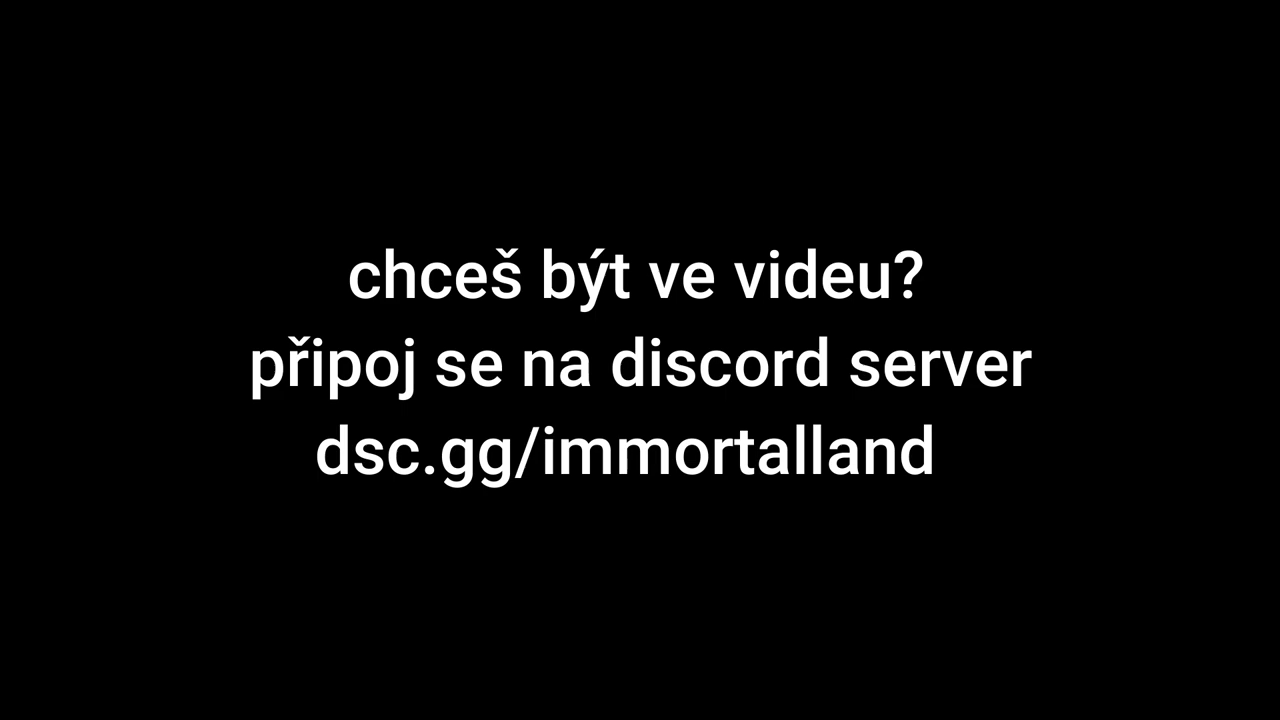 chceš být ve videu?
připoj se na discord server
dsc.gg/immortalland